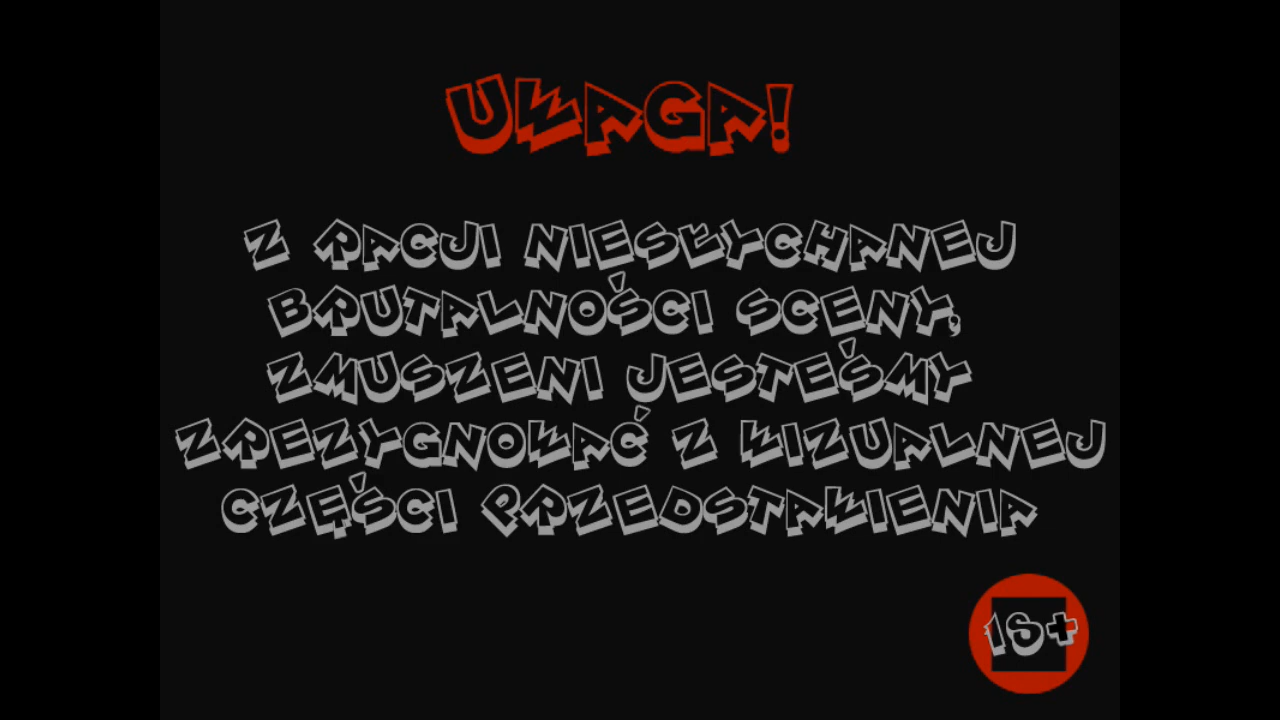 UWAGA!
Z RACJI NIESŁYCHANEJ
BRUTALNOŚCI SCENY,
ZMUSZENI JESTEŚMY
ZREZYGNOWAĆ Z WIZUALNEJ
CZĘŚCI PRZEDSTAWIENIA
18+